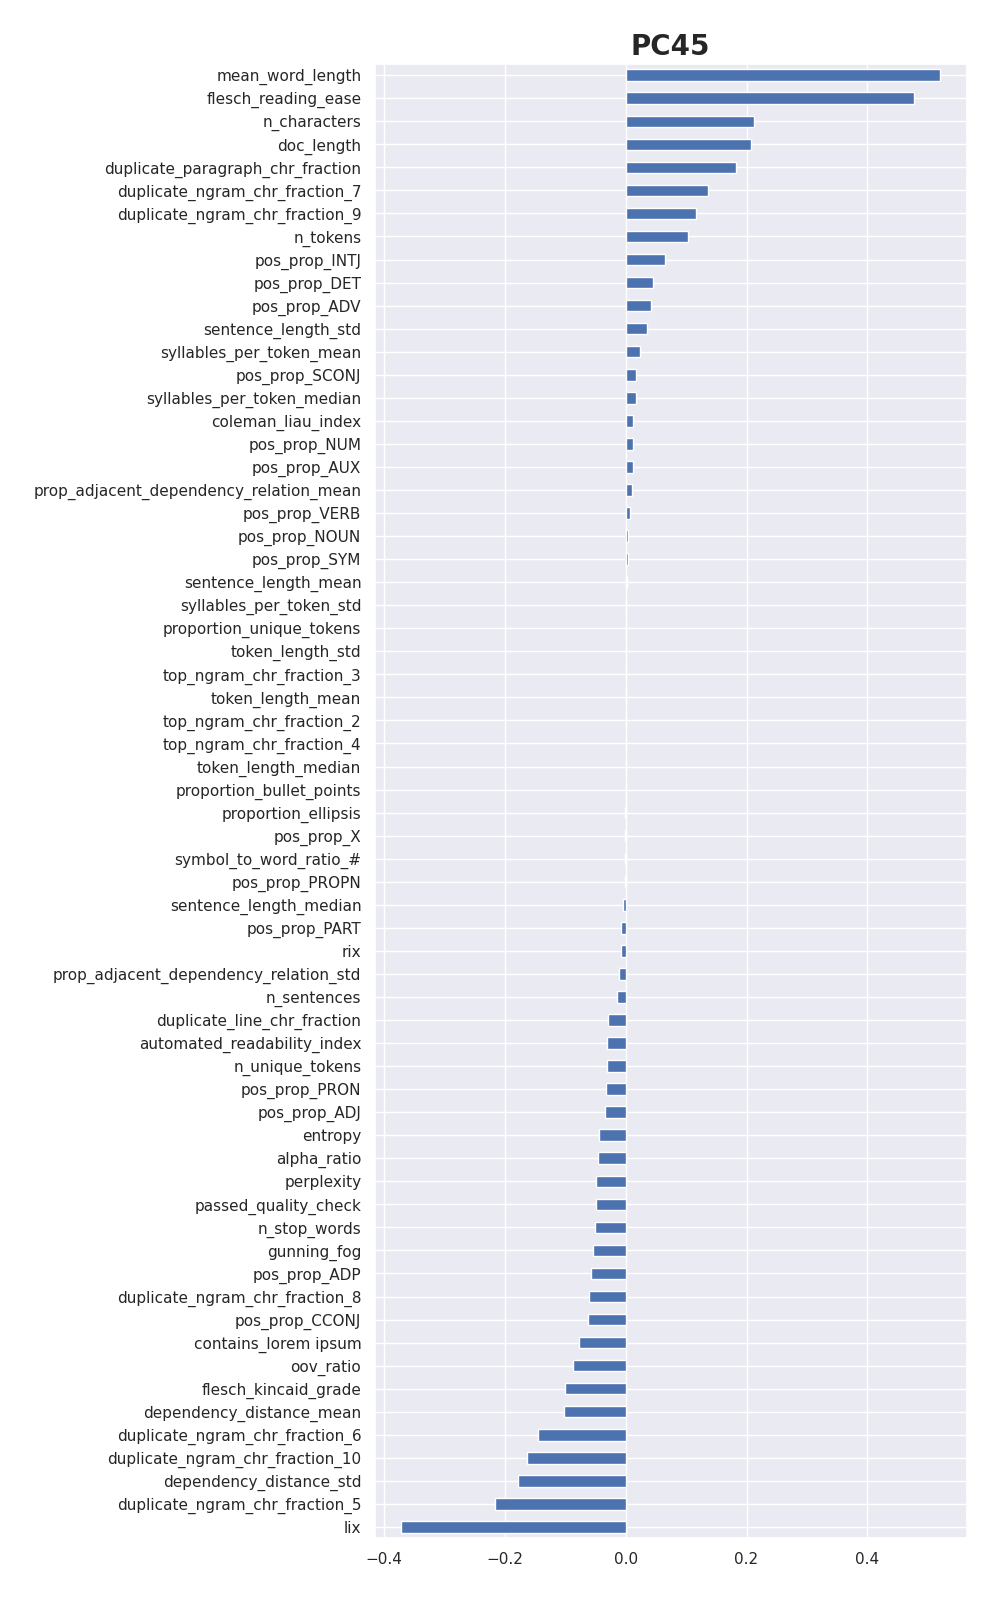 PC45
mean_word_length
flesch_reading_ease
n_characters
doc_length
duplicate_paragraph_chr_fraction
duplicate_ngram_chr_fraction_7
duplicate_ngram_chr_fraction_9
n_tokens
pos_prop_INTJ
pos_prop_DET
pos_prop_ADV
sentence_length_std
syllables_per_token_mean
pos_prop_SCONJ
syllables_per_token_median
coleman_liau_index
pos_prop_NUM
pos_prop_AUX
prop_adjacent_dependency_relation_mean
pos_prop_VERB
pos_prop_NOUN
pos_prop_SYM
sentence_length_mean
syllables_per_token_std
proportion_unique_tokens
token_length_std
top_ngram_chr_fraction_3
token_length_mean
top_ngram_chr_fraction_2
top_ngram_chr_fraction_4
token_length_median
proportion_bullet_points
proportion_ellipsis
pos_prop_X
symbol_to_word_ratio_#
pos_prop_PROPN
sentence_length_median
pos_prop_PART
rix
prop_adjacent_dependency_relation_std
n_sentences
duplicate_line_chr_fraction
automated_readability_index
n_unique_tokens
pos_prop_PRON
pos_prop_ADJ
entropy
alpha_ratio
perplexity
passed_quality_check
n_stop_words
gunning_fog
pos_prop_ADP
duplicate_ngram_chr_fraction_8
pos_prop_CCONJ
contains_lorem ipsum
oov_ratio
flesch_kincaid_grade
dependency_distance_mean
duplicate_ngram_chr_fraction_6
duplicate_ngram_chr_fraction_10
dependency_distance_std
duplicate_ngram_chr_fraction_5
lix
−0.4 −0.2 0.0 0.2 0.4